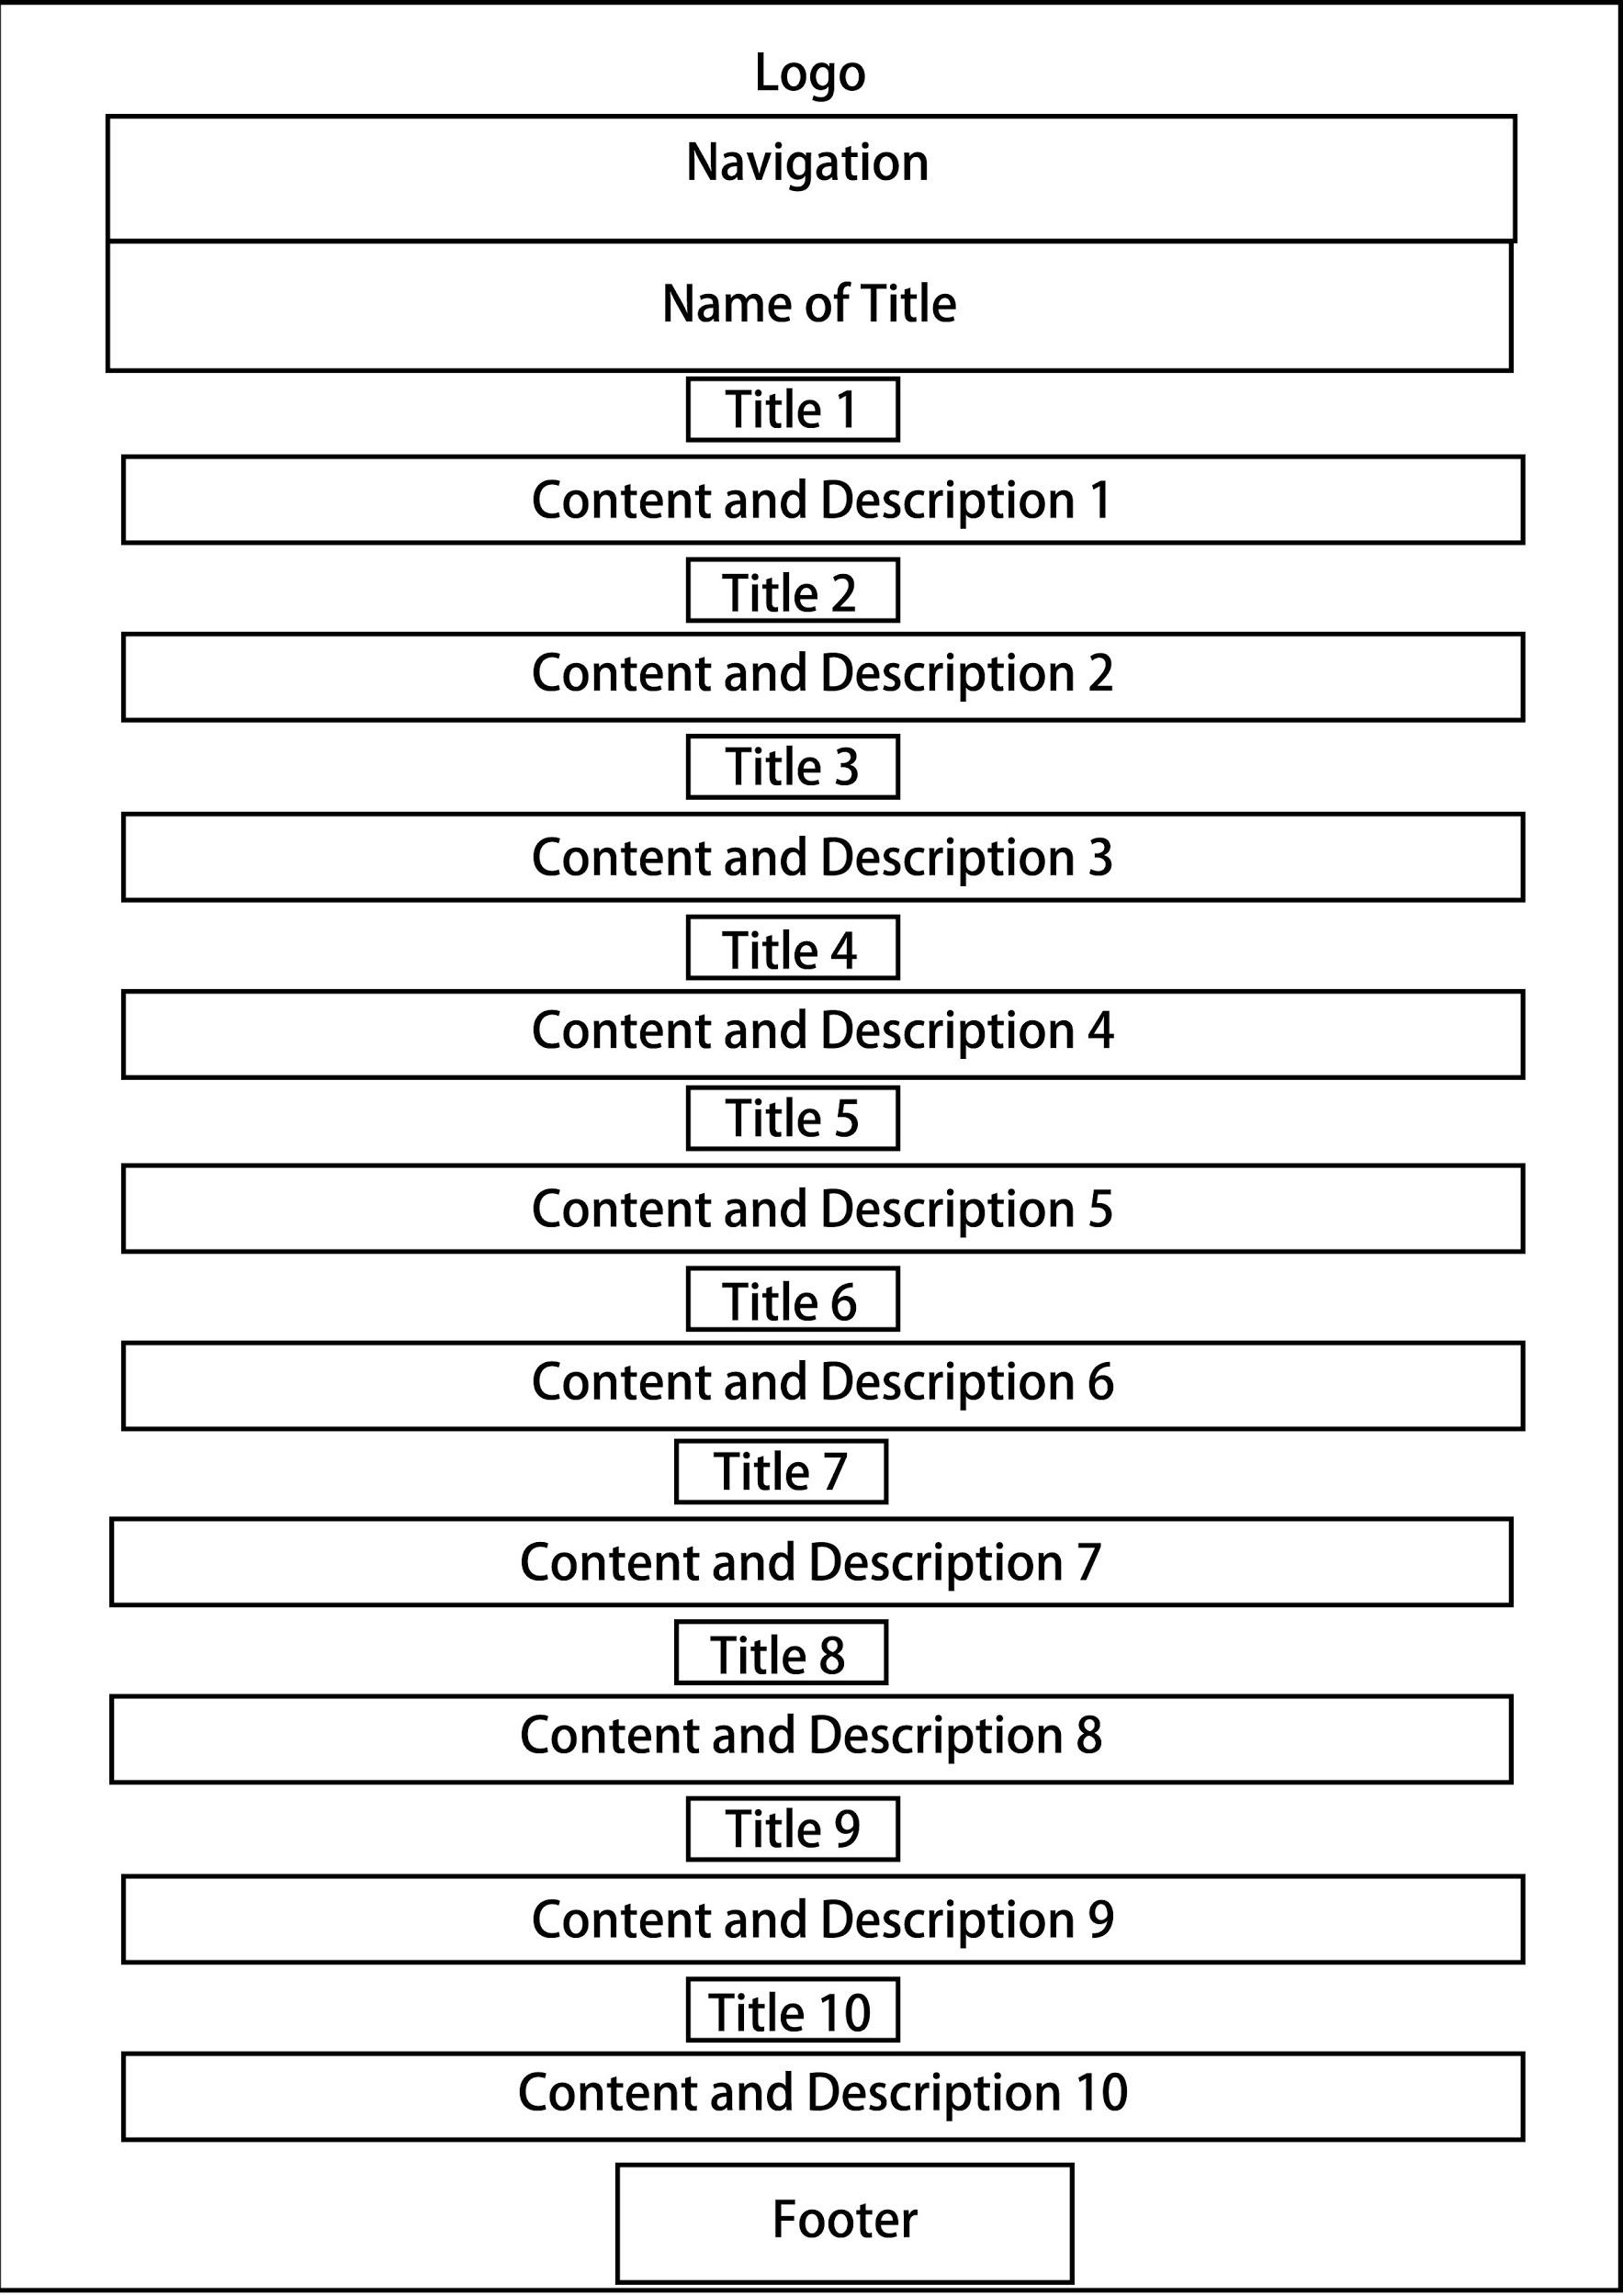 Logo
Navigation
Name of Title
Title 1
Content and Description 1
Title 2
Content and Description 2
Title 3
Content and Description 3
Title 4
Content and Description 4
Title 5
Content and Description 5
Title 6
Content and Description 6
Title 7
Content and Description 7
Title 8
Content and Description 8
Title 9
Content and Description 9
Title 10
Content and Description 10
Footer